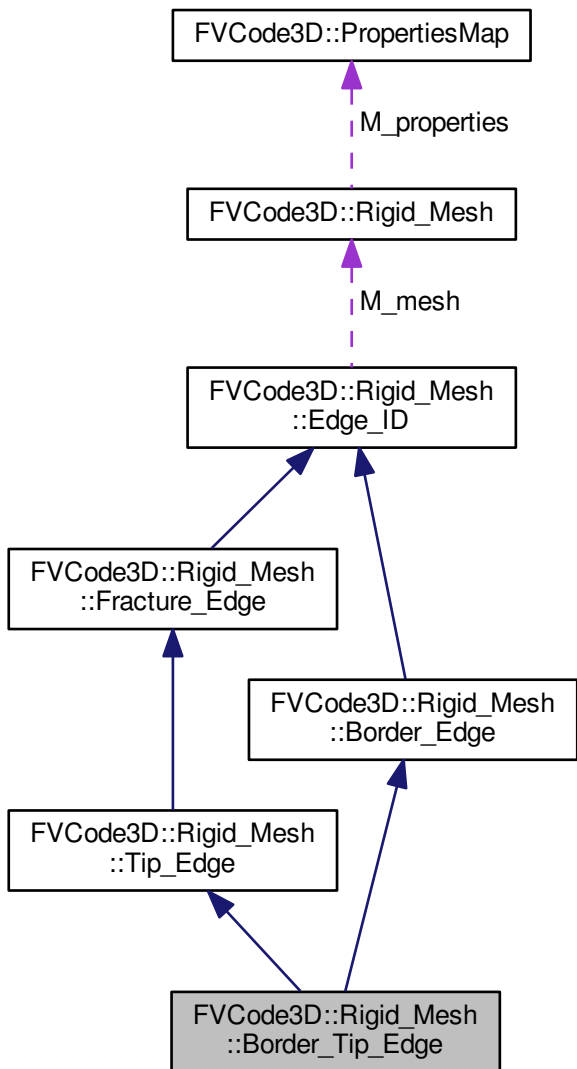 FVCode3D::PropertiesMap
M_properties
FVCode3D::Rigid_Mesh
M_mesh
FVCode3D::Rigid_Mesh
::Edge_ID
FVCode3D::Rigid_Mesh
::Fracture_Edge
FVCode3D::Rigid_Mesh
::Border_Edge
FVCode3D::Rigid_Mesh
::Tip_Edge
FVCode3D::Rigid_Mesh
::Border_Tip_Edge